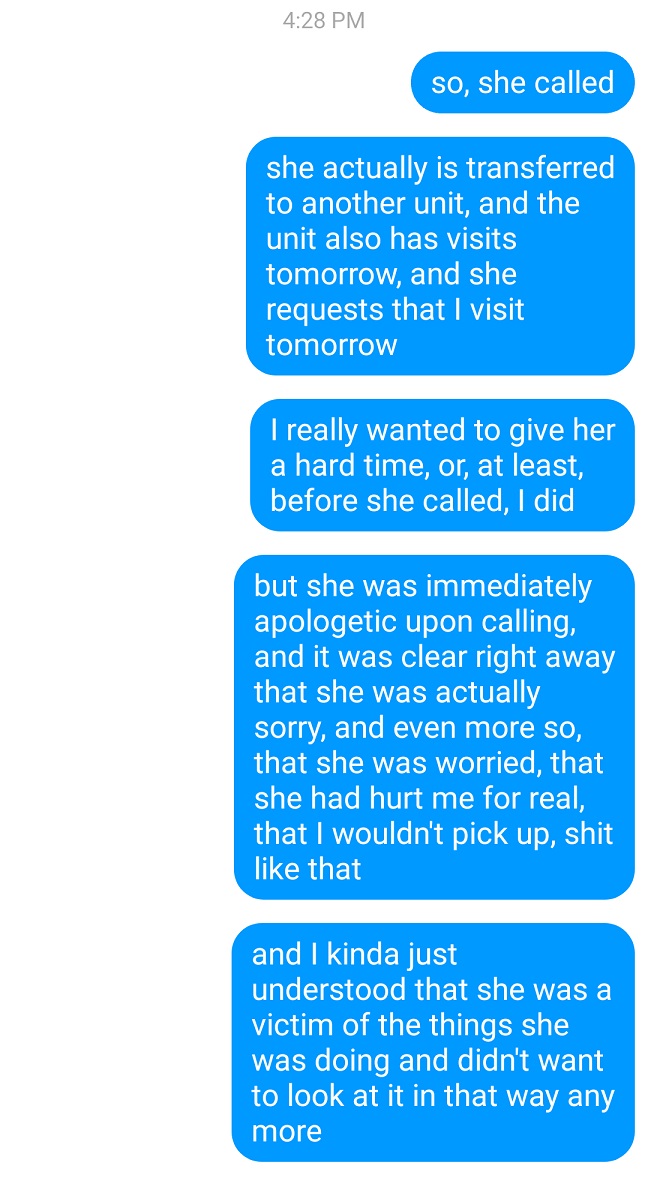 4:28 PM
so, she called
she actually is transferred
to another unit, and the
unit also has visits
tomorrow, and she
requests that I visit
tomorrow
I really wanted to give her
a hard time, or, at least,
before she called, I did
but she was immediately
apologetic upon calling,
and it was clear right away
that she was actually
sorry, and even more so,
that she was worried, that
she had hurt me for real,
that I wouldn't pick up, shit
like that
and I kinda just
understood that she was a
victim of the things she
was doing and didn't want
to look at it in that way any
more